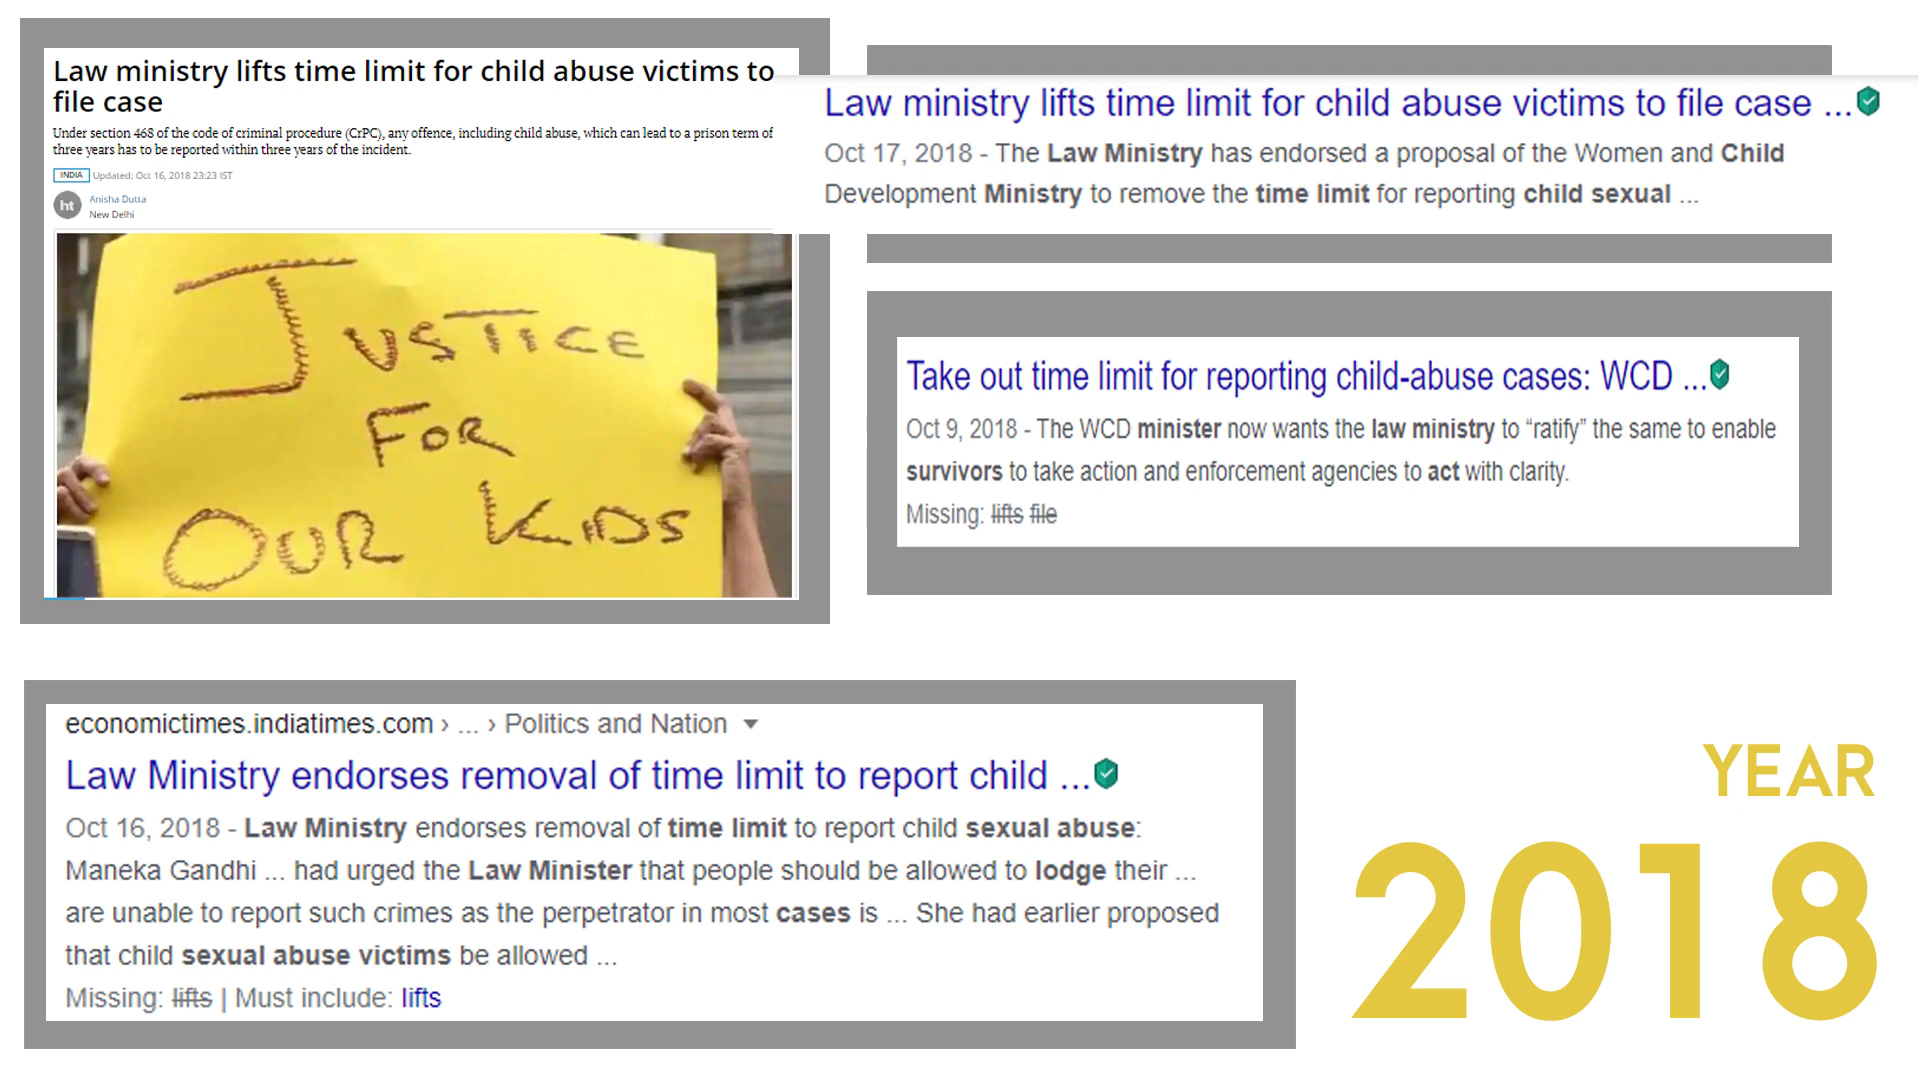 Law ministry lifts time limit for child abuse victims to
file case
Under section 468 of the code of criminal procedure (CrPC), any offence, including child abuse, which can lead to a prison term of
three years has to be reported within three years of the incident.
INDIA Updated: Oct 16, 2018 23:23 IST
ht
Anisha Dutta
New Delhi
JUSTICE
FOR
OUR KIDS
Law ministry lifts time limit for child abuse victims to file case ...
Oct 17, 2018 - The Law Ministry has endorsed a proposal of the Women and Child
Development Ministry to remove the time limit for reporting child sexual ...
Take out time limit for reporting child-abuse cases: WCD ...
Oct 9, 2018 - The WCD minister now wants the law ministry to “ratify” the same to enable
survivors to take action and enforcement agencies to act with clarity.
Missing: lifts file
economictimes.indiatimes.com › ... › Politics and Nation
Law Ministry endorses removal of time limit to report child ...
Oct 16, 2018 - Law Ministry endorses removal of time limit to report child sexual abuse:
Maneka Gandhi ... had urged the Law Minister that people should be allowed to lodge their ...
are unable to report such crimes as the perpetrator in most cases is ... She had earlier proposed
that child sexual abuse victims be allowed ...
Missing: lifts | Must include: lifts
YEAR
2018